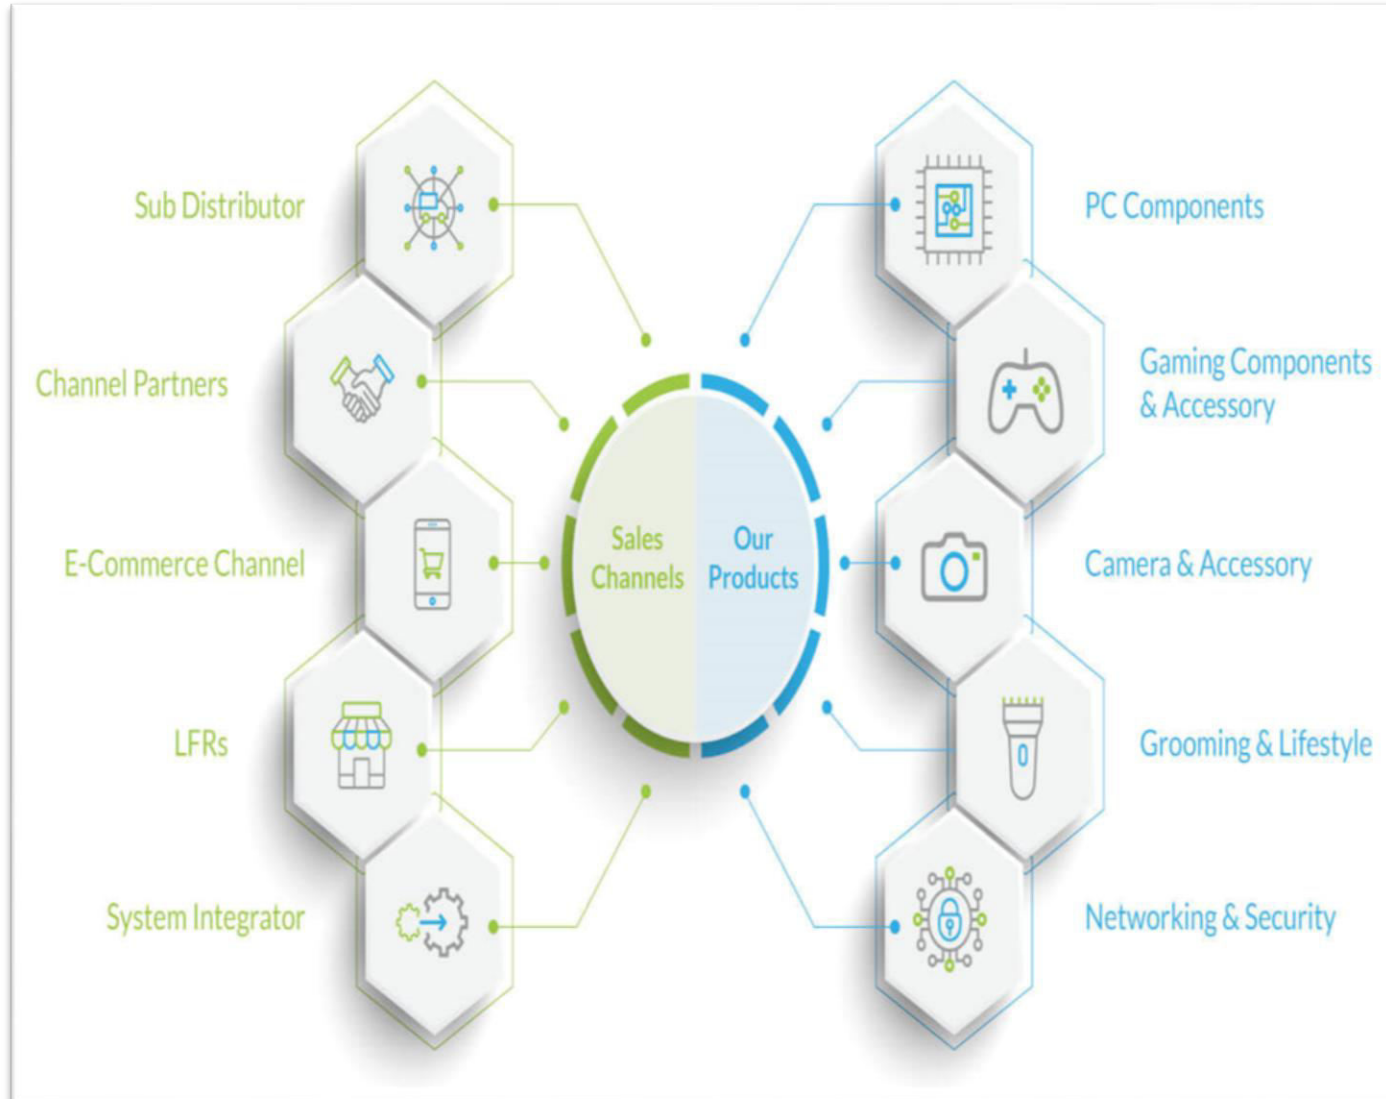 Sub Distributor
Channel Partners
E-Commerce Channel
LFRs
System Integrator
Sales
Channels
Our
Products
PC Components
Gaming Components
& Accessory
Camera & Accessory
Grooming & Lifestyle
Networking & Security